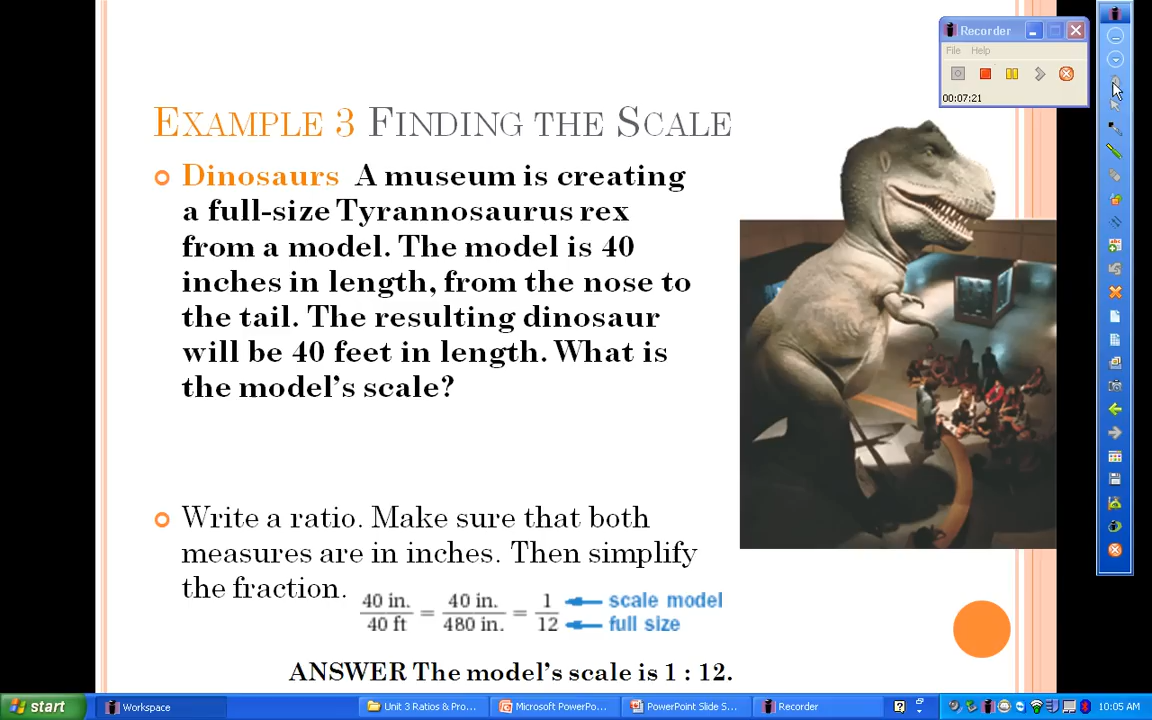 Recorder
File Help
00:07:21
EXAMPLE 3 FINDING THE SCALE
Dinosaurs A museum is creating
a full-size Tyrannosaurus rex
from a model. The model is 40
inches in length, from the nose to
the tail. The resulting dinosaur
will be 40 feet in length. What is
the model's scale?
Write a ratio. Make sure that both
measures are in inches. Then simplify
the fraction.
40 in. / 40 ft = 40 in. / 480 in. = 1 / 12
scale model
full size
ANSWER The model's scale is 1 : 12.
start Workspace Unit 3 Ratios & Pro... Microsoft PowerPo... PowerPoint Slide S... Recorder 10:05 AM